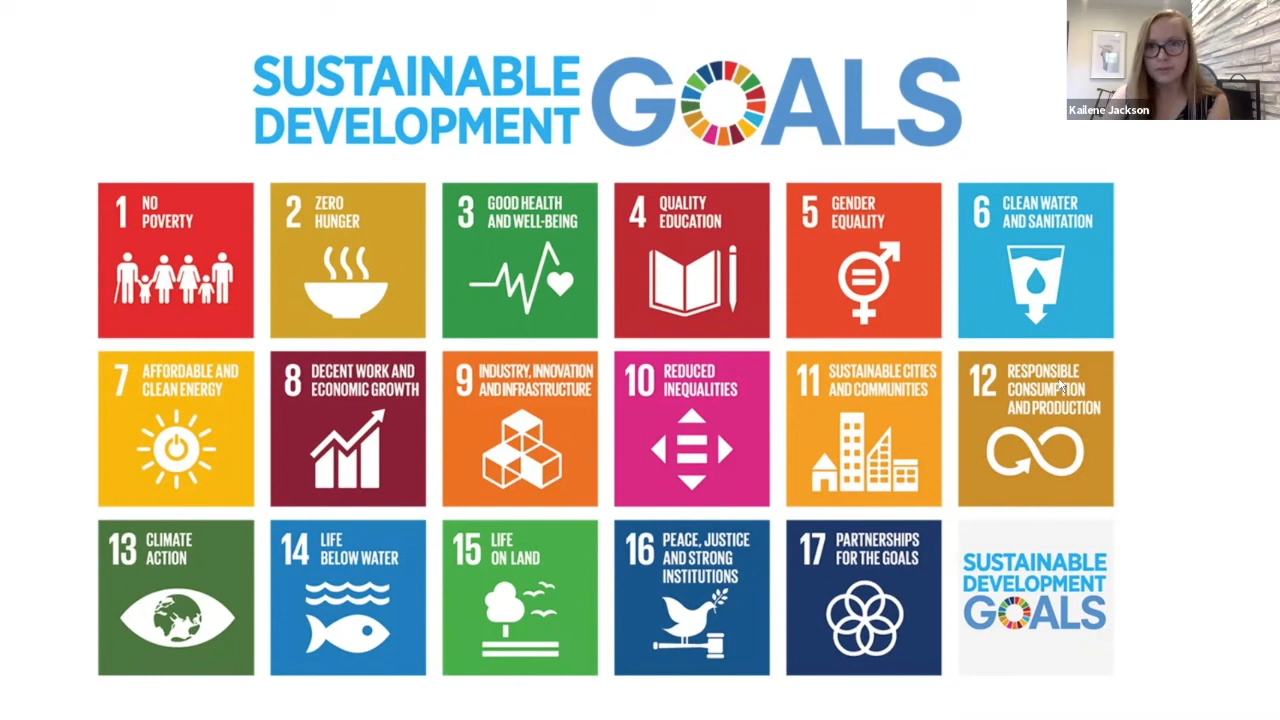 SUSTAINABLE
DEVELOPMENT
GOALS
Kailene Jackson
1 NO
POVERTY
2 ZERO
HUNGER
3 GOOD HEALTH
AND WELL-BEING
4 QUALITY
EDUCATION
5 GENDER
EQUALITY
6 CLEAN WATER
AND SANITATION
7 AFFORDABLE AND
CLEAN ENERGY
8 DECENT WORK AND
ECONOMIC GROWTH
9 INDUSTRY, INNOVATION
AND INFRASTRUCTURE
10 REDUCED
INEQUALITIES
11 SUSTAINABLE CITIES
AND COMMUNITIES
12 RESPONSIBLE
CONSUMPTION
AND PRODUCTION
13 CLIMATE
ACTION
14 LIFE
BELOW WATER
15 LIFE
ON LAND
16 PEACE, JUSTICE
AND STRONG
INSTITUTIONS
17 PARTNERSHIPS
FOR THE GOALS
SUSTAINABLE
DEVELOPMENT
GOALS